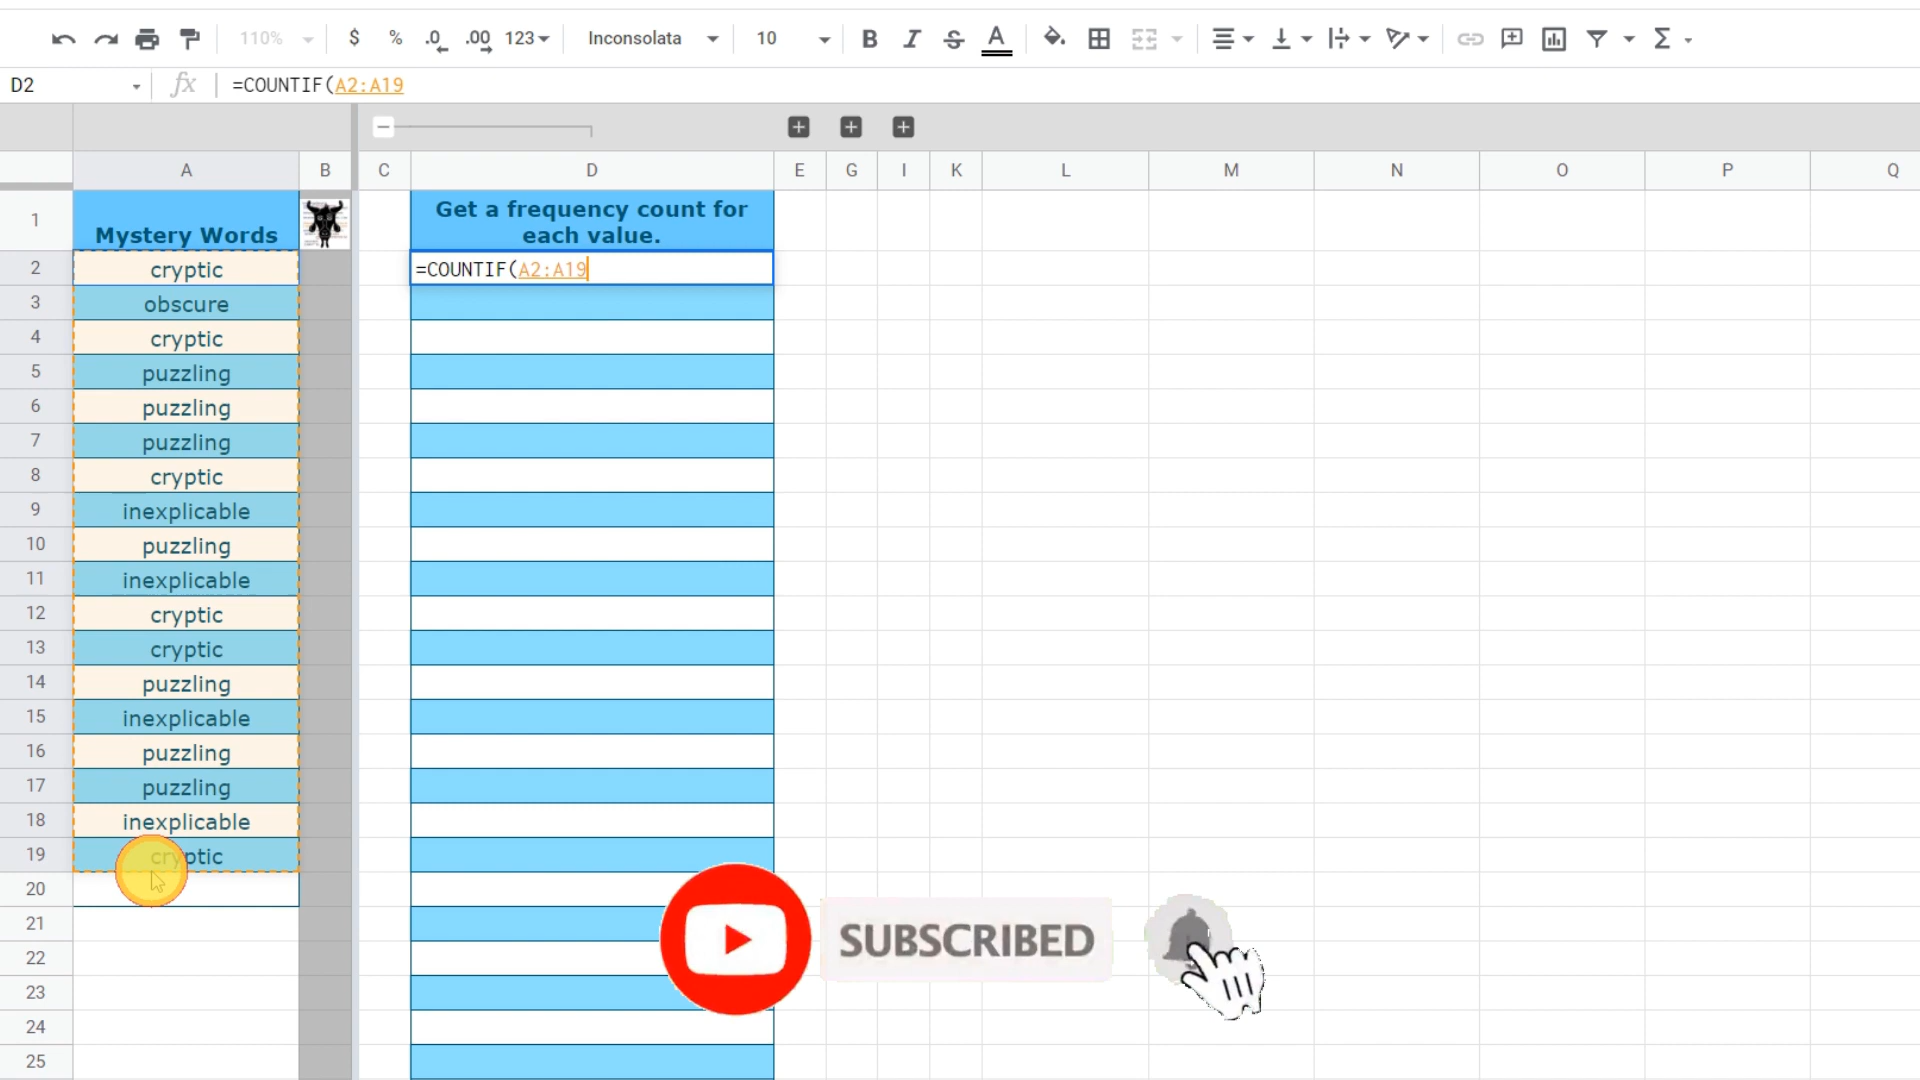 110% $ % .0 .00 123 Inconsolata 10 B I S A Σ
D2 fx =COUNTIF(A2:A19
A B C D E G I K L M N O P Q
1 Mystery Words Get a frequency count for
each value.
2 cryptic =COUNTIF(A2:A19
3 obscure
4 cryptic
5 puzzling
6 puzzling
7 puzzling
8 cryptic
9 inexplicable
10 puzzling
11 inexplicable
12 cryptic
13 cryptic
14 puzzling
15 inexplicable
16 puzzling
17 puzzling
18 inexplicable
19 cryptic
20
21
SUBSCRIBED
22
23
24
25